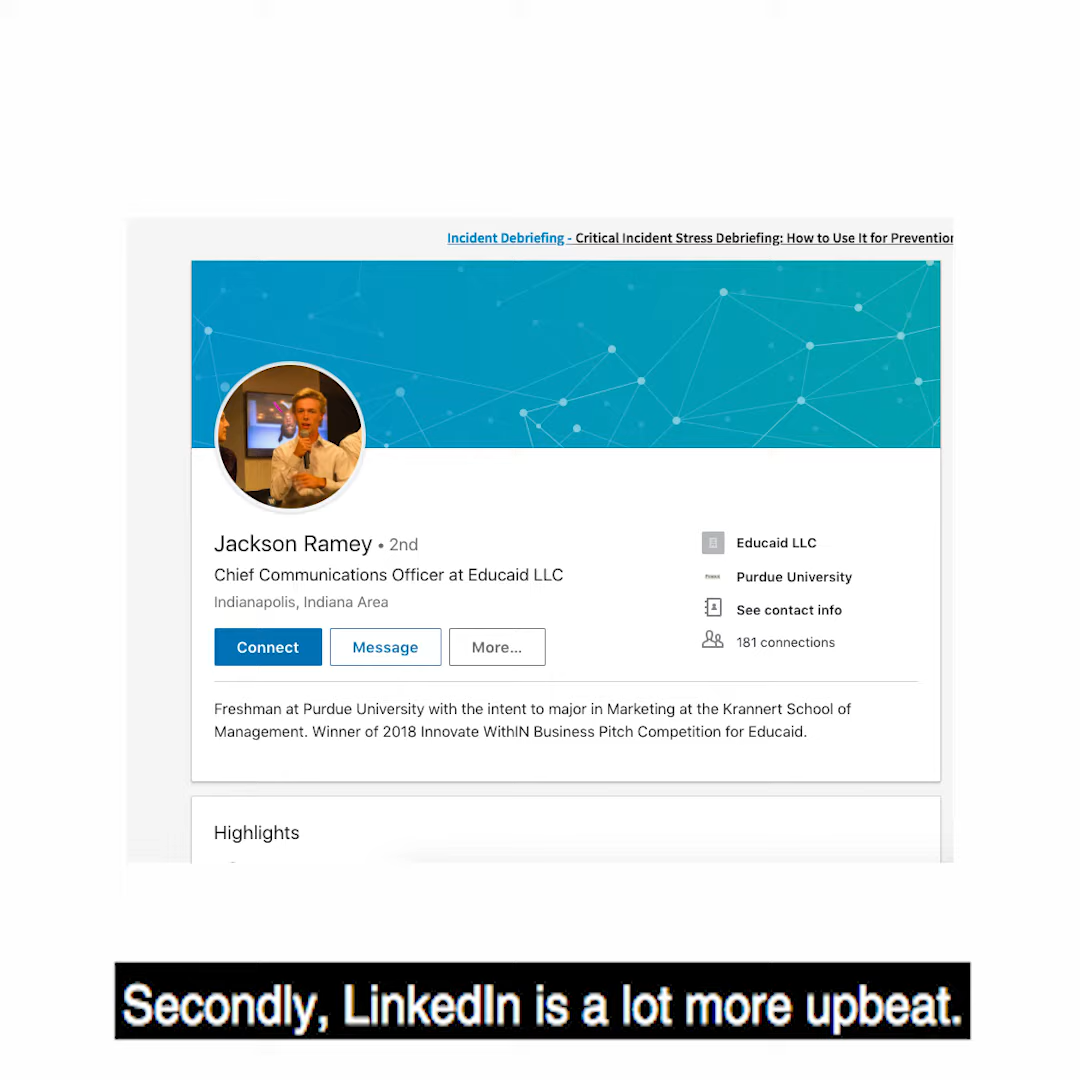 Incident Debriefing - Critical Incident Stress Debriefing: How to Use It for Prevention
Jackson Ramey • 2nd
Chief Communications Officer at Educaid LLC
Indianapolis, Indiana Area
Connect
Message
More...
Educaid LLC
Purdue University
See contact info
181 connections
Freshman at Purdue University with the intent to major in Marketing at the Krannert School of
Management. Winner of 2018 Innovate WithIN Business Pitch Competition for Educaid.
Highlights
Secondly, LinkedIn is a lot more upbeat.